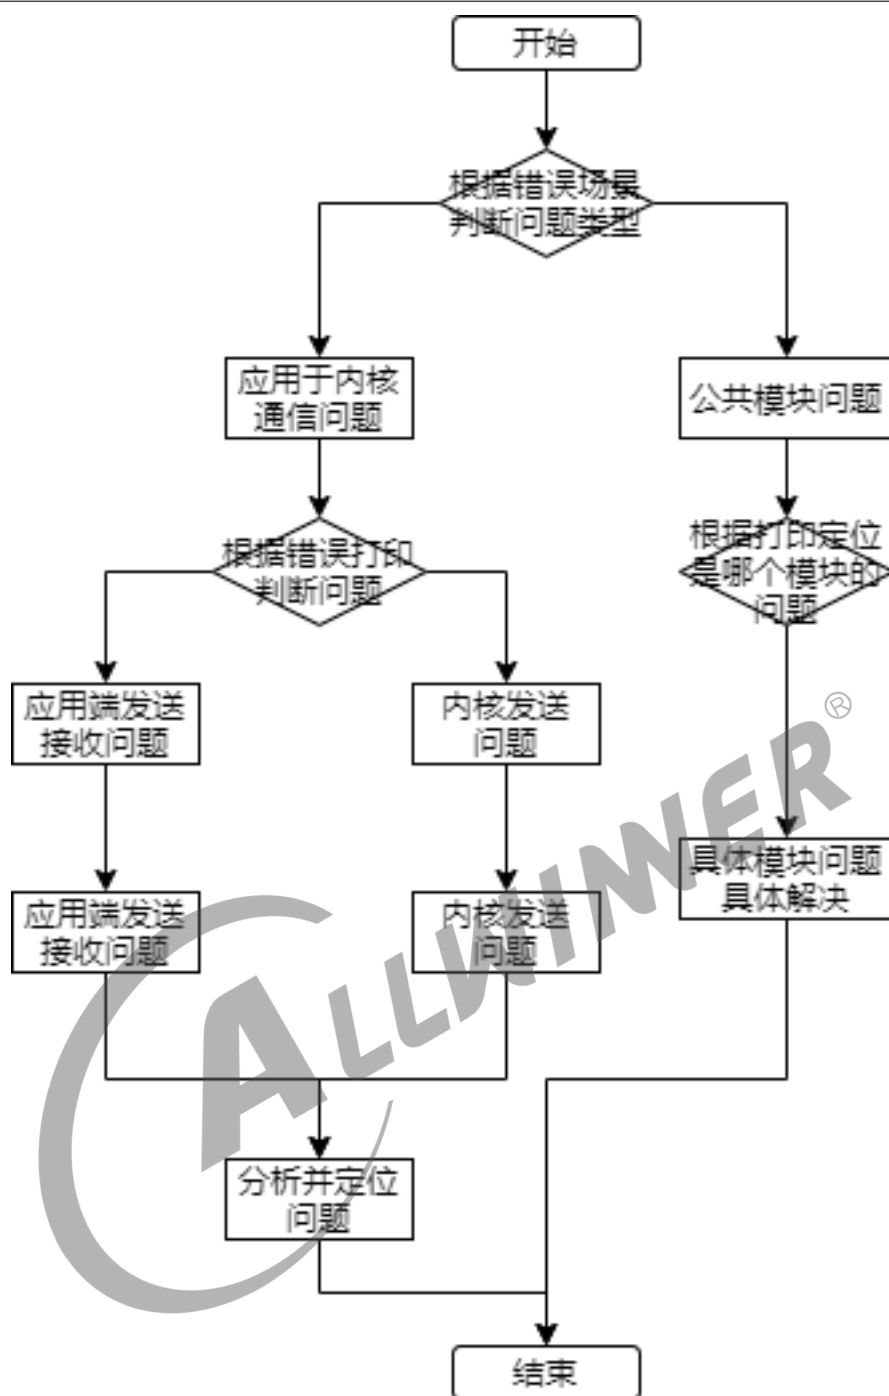 开始
根据错误场景
判断问题类型
应用于内核
通信问题
公共模块问题
根据错误打印
判断问题
根据打印定位
是哪个模块的
问题
应用端发送
接收问题
内核发送
问题
具体模块问题
具体解决
应用端发送
接收问题
内核发送
问题
ALLWINNER®
分析并定位
问题
结束